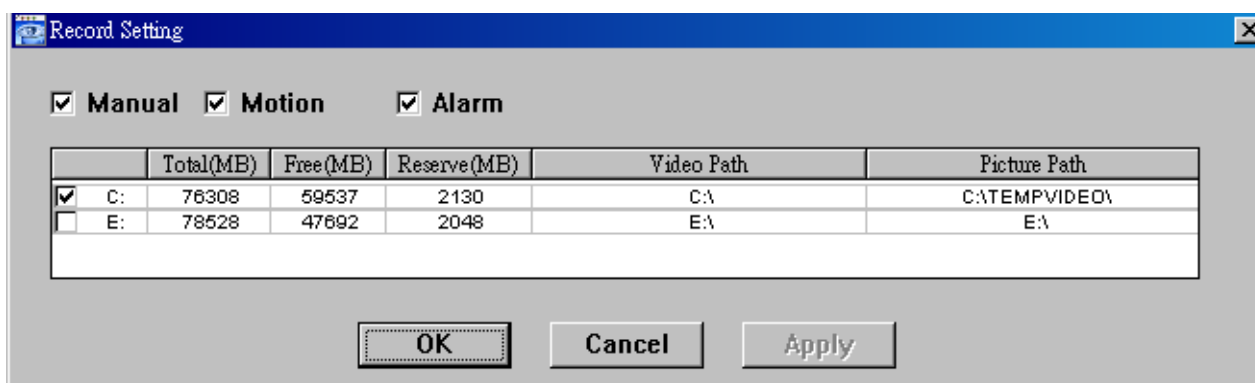 Record Setting
Manual Motion Alarm
Total(MB) Free(MB) Reserve(MB) Video Path Picture Path
C: 76308 59537 2130 C:\ C:\TEMPVIDEO\
E: 78528 47692 2048 E:\ E:\
OK Cancel Apply